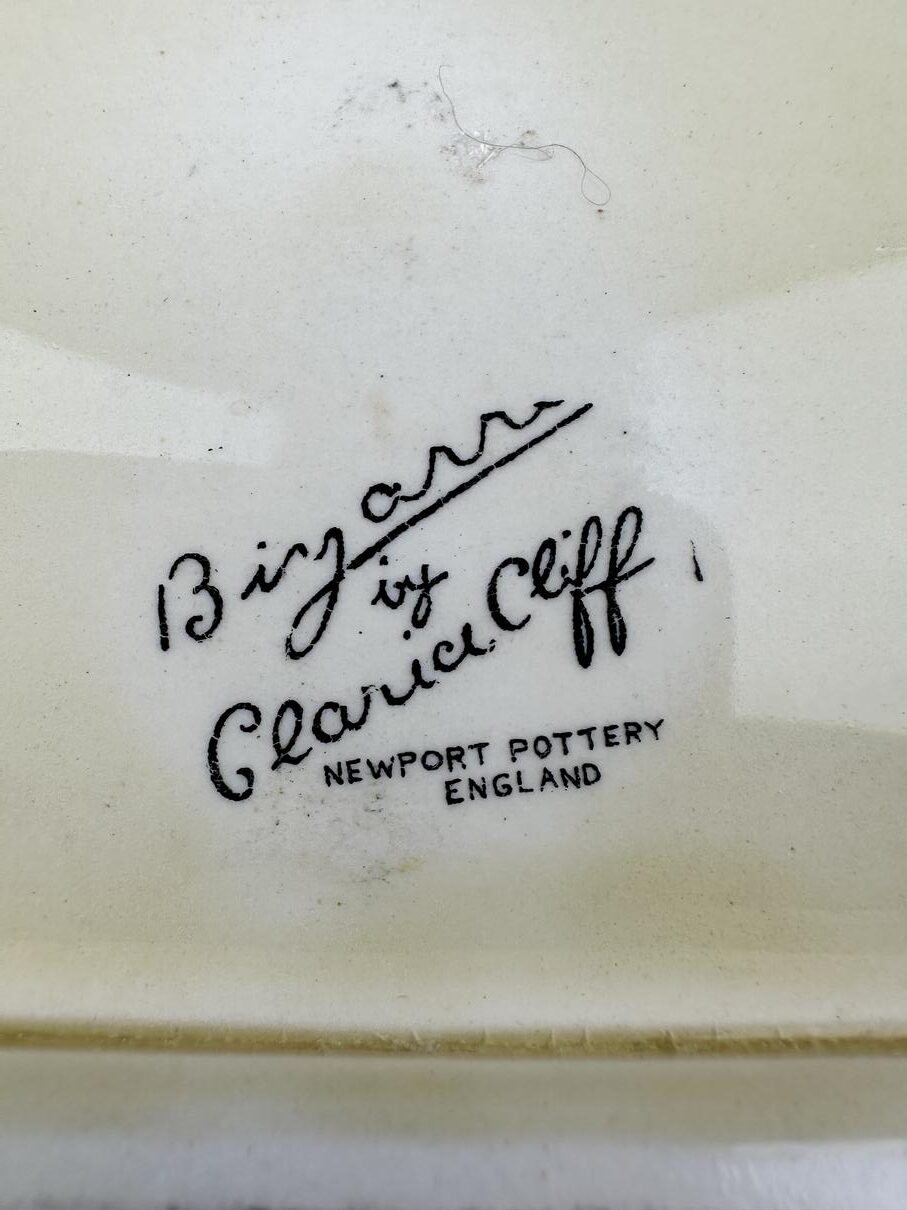 Bizarre
by
Clarice Cliff
NEWPORT POTTERY
ENGLAND